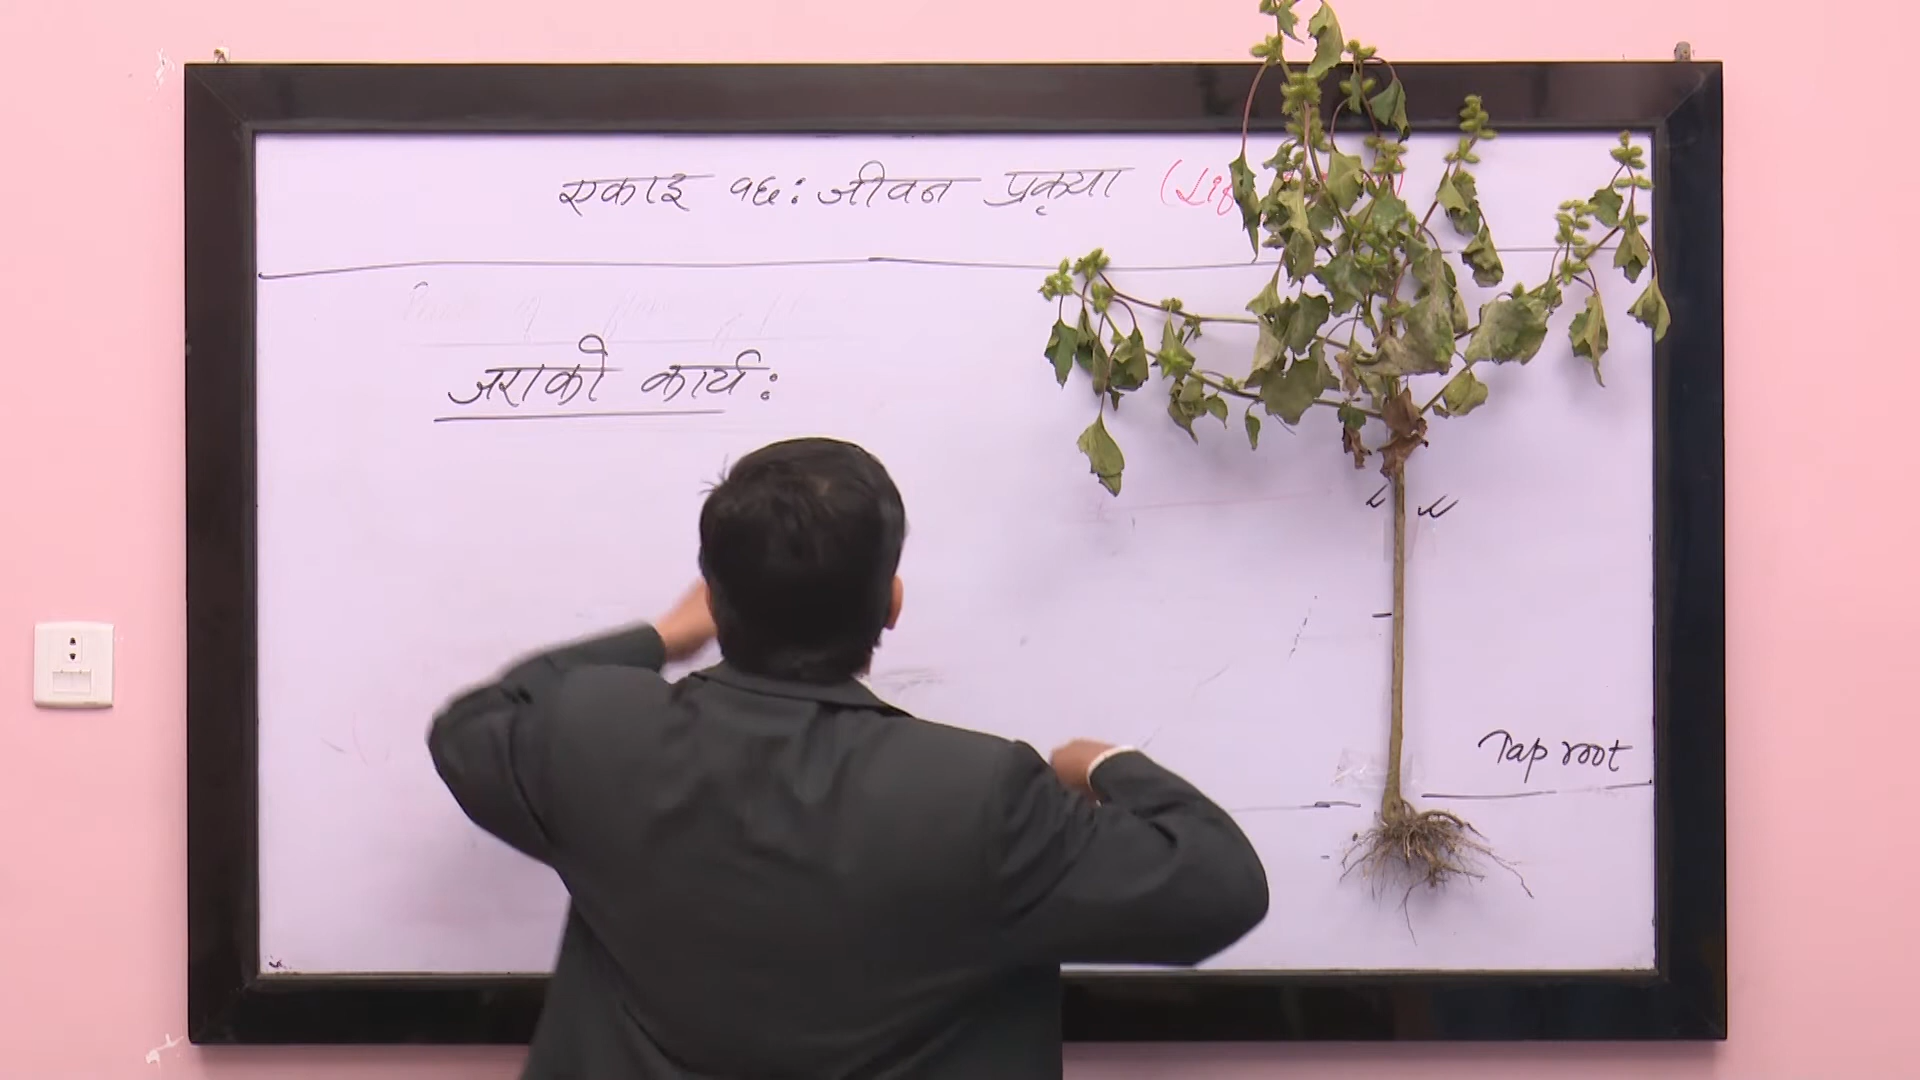 एकाइ १६: जीवन प्रकृया
जराको कार्य:
Tap root